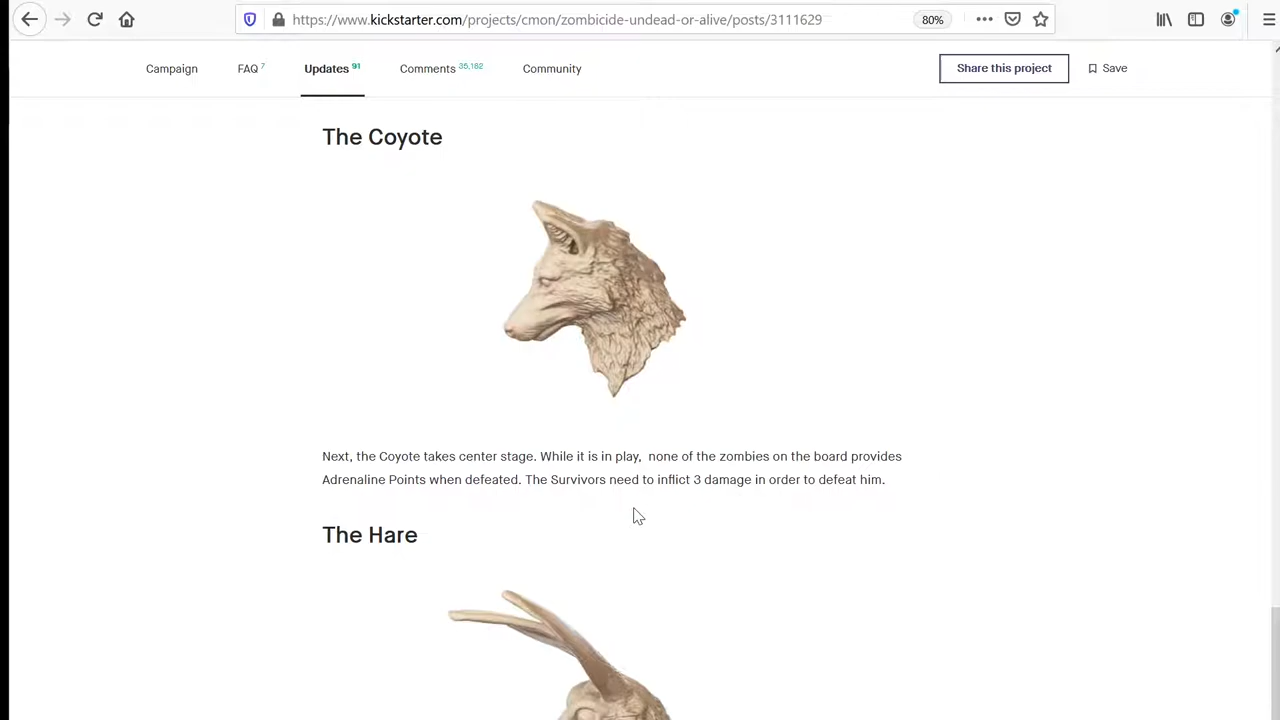 https://www.kickstarter.com/projects/cmon/zombicide-undead-or-alive/posts/3111629
80%
Campaign FAQ 7 Updates 91 Comments 35,182 Community Share this project Save
The Coyote
Next, the Coyote takes center stage. While it is in play, none of the zombies on the board provides
Adrenaline Points when defeated. The Survivors need to inflict 3 damage in order to defeat him.
The Hare